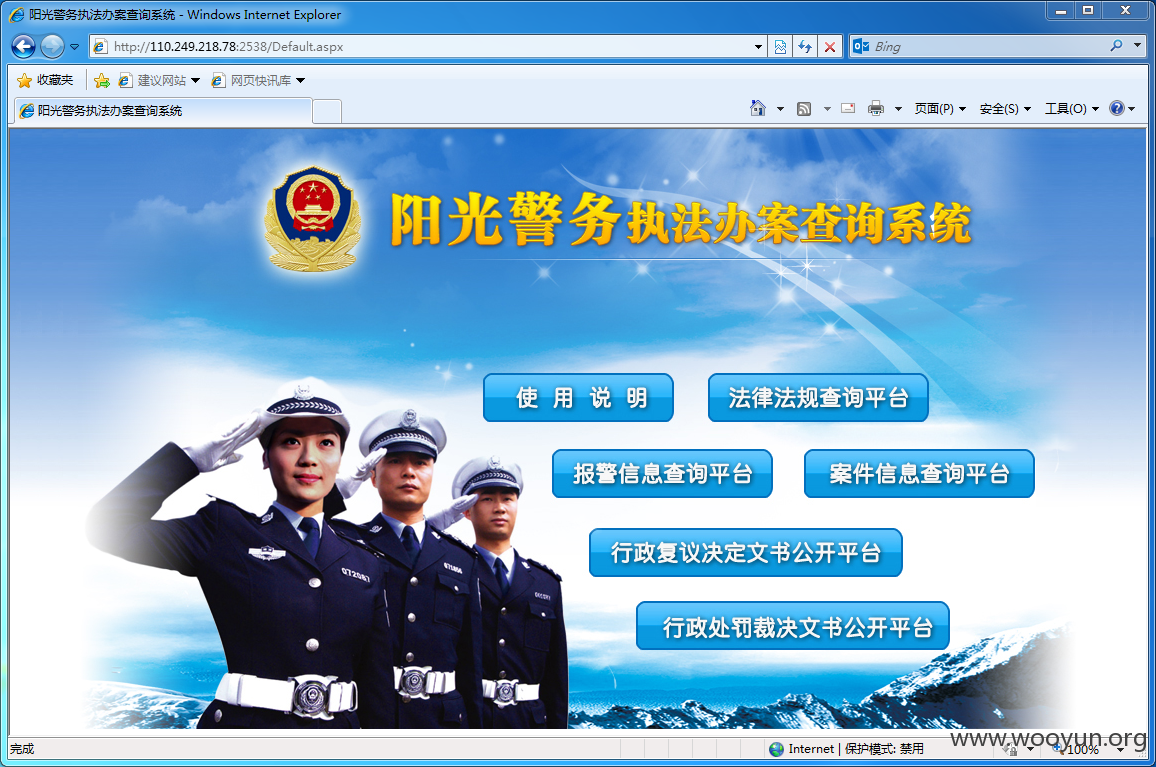 阳光警务执法办案查询系统 - Windows Internet Explorer
http://110.249.218.78:2538/Default.aspx
Bing
收藏夹 建议网站 网页快讯库
阳光警务执法办案查询系统
页面(P) 安全(S) 工具(O)
阳光警务执法办案查询系统
使用说明 法律法规查询平台
报警信息查询平台 案件信息查询平台
行政复议决定文书公开平台
行政处罚裁决文书公开平台
072087
完成 Internet | 保护模式: 禁用 100%
www.wooyun.org